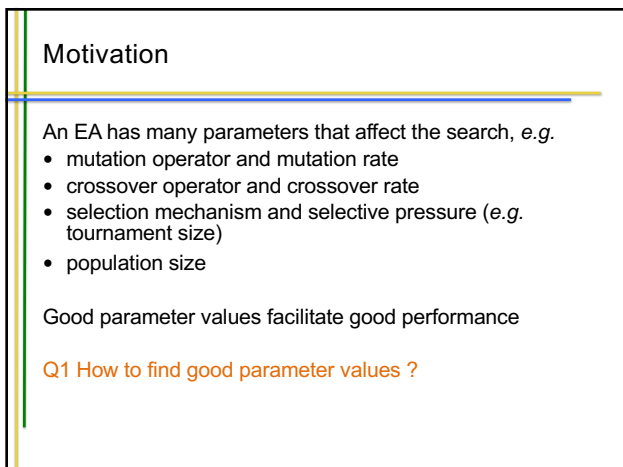 Motivation
An EA has many parameters that affect the search, e.g.
• mutation operator and mutation rate
• crossover operator and crossover rate
• selection mechanism and selective pressure (e.g.
tournament size)
• population size
Good parameter values facilitate good performance
Q1 How to find good parameter values ?